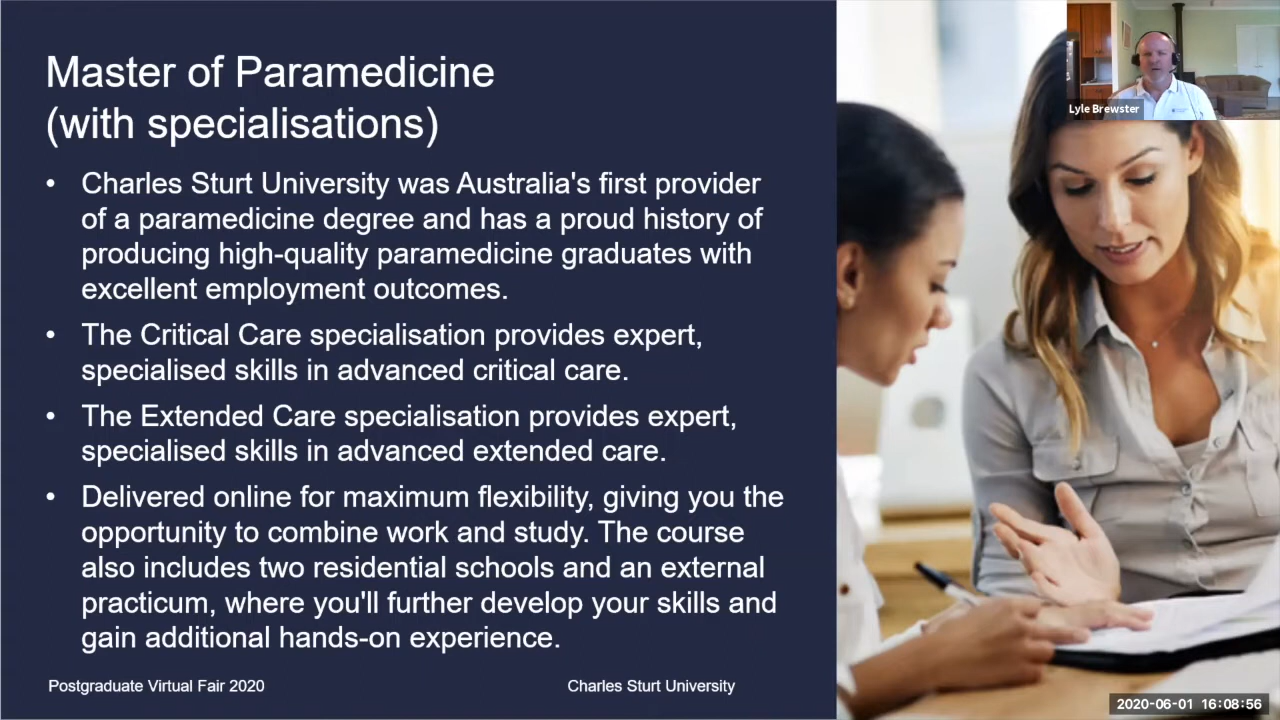 Master of Paramedicine
(with specialisations)
• Charles Sturt University was Australia's first provider
of a paramedicine degree and has a proud history of
producing high-quality paramedicine graduates with
excellent employment outcomes.
• The Critical Care specialisation provides expert,
specialised skills in advanced critical care.
• The Extended Care specialisation provides expert,
specialised skills in advanced extended care.
• Delivered online for maximum flexibility, giving you the
opportunity to combine work and study. The course
also includes two residential schools and an external
practicum, where you'll further develop your skills and
gain additional hands-on experience.
Postgraduate Virtual Fair 2020
Charles Sturt University
Lyle Brewster
2020-06-01 16:08:56